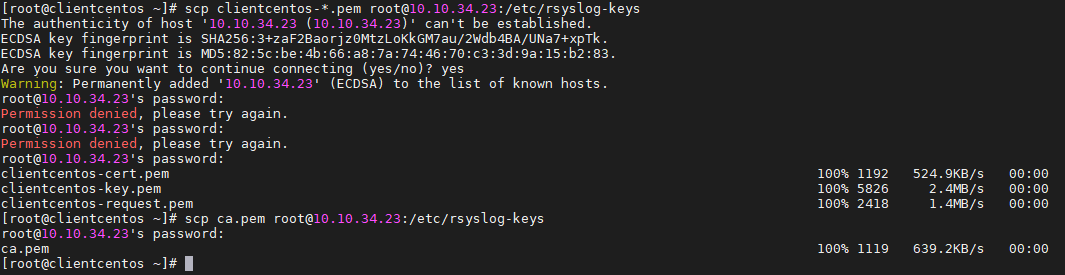 [root@clientcentos ~]# scp clientcentos-*.pem root@10.10.34.23:/etc/rsyslog-keys
The authenticity of host '10.10.34.23 (10.10.34.23)' can't be established.
ECDSA key fingerprint is SHA256:3+zaF2Baorjz0MtzLoKkGM7au/2Wdb4BA/UNa7+xpTk.
ECDSA key fingerprint is MD5:82:5c:be:4b:66:a8:7a:74:46:70:c3:3d:9a:15:b2:83.
Are you sure you want to continue connecting (yes/no)? yes
Warning: Permanently added '10.10.34.23' (ECDSA) to the list of known hosts.
root@10.10.34.23's password:
Permission denied, please try again.
root@10.10.34.23's password:
Permission denied, please try again.
root@10.10.34.23's password:
clientcentos-cert.pem 100% 1192 524.9KB/s 00:00
clientcentos-key.pem 100% 5826 2.4MB/s 00:00
clientcentos-request.pem 100% 2418 1.4MB/s 00:00
[root@clientcentos ~]# scp ca.pem root@10.10.34.23:/etc/rsyslog-keys
root@10.10.34.23's password:
ca.pem 100% 1119 639.2KB/s 00:00
[root@clientcentos ~]#